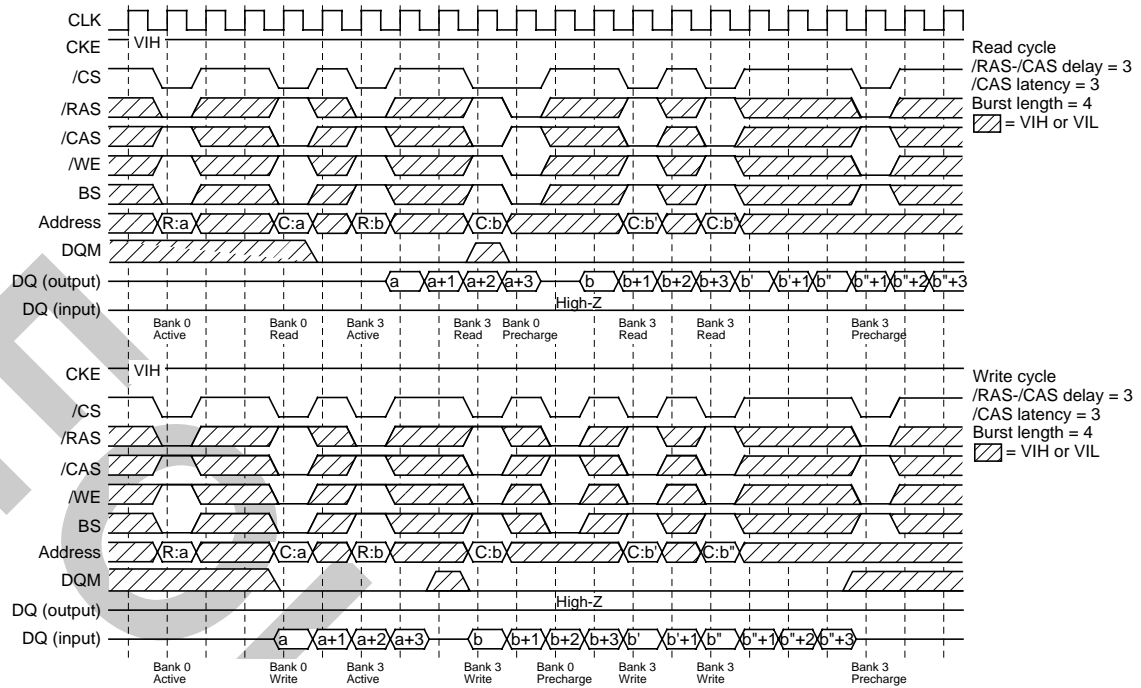 CLK
CKE VIH
/CS
/RAS
/CAS
/WE
BS
Address R:a C:a R:b C:b C:b' C:b"
DQM
DQ (output) a a+1 a+2 a+3 b b+1 b+2 b+3 b' b'+1 b" b"+1 b"+2 b"+3
DQ (input) High-Z
Bank 0 Active
Bank 0 Read
Bank 3 Active
Bank 3 Read
Bank 0 Precharge
Bank 3 Read
Bank 3 Read
Bank 3 Precharge
Read cycle
/RAS-/CAS delay = 3
/CAS latency = 3
Burst length = 4
= VIH or VIL
CKE VIH
/CS
/RAS
/CAS
/WE
BS
Address R:a C:a R:b C:b C:b' C:b"
DQM
DQ (output) High-Z
DQ (input) a a+1 a+2 a+3 b b+1 b+2 b+3 b' b'+1 b" b"+1 b"+2 b"+3
Bank 0 Active
Bank 0 Write
Bank 3 Active
Bank 3 Write
Bank 0 Precharge
Bank 3 Write
Bank 3 Write
Bank 3 Precharge
Write cycle
/RAS-/CAS delay = 3
/CAS latency = 3
Burst length = 4
= VIH or VIL